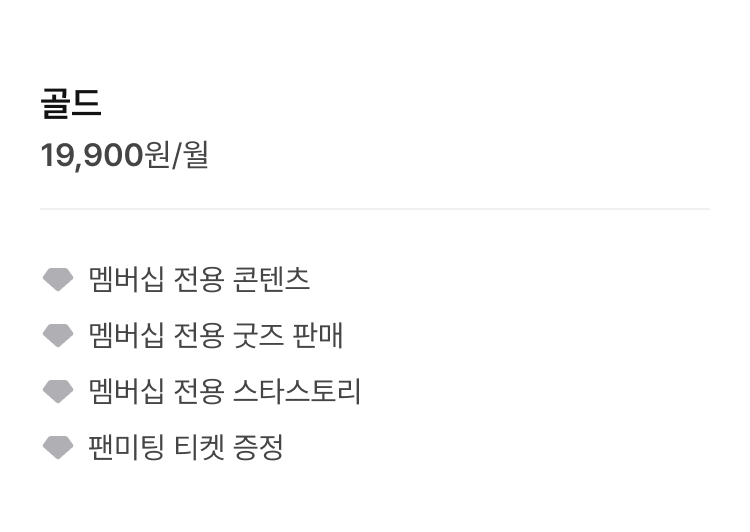 골드
19,900원/월
멤버십 전용 콘텐츠
멤버십 전용 굿즈 판매
멤버십 전용 스타스토리
팬미팅 티켓 증정